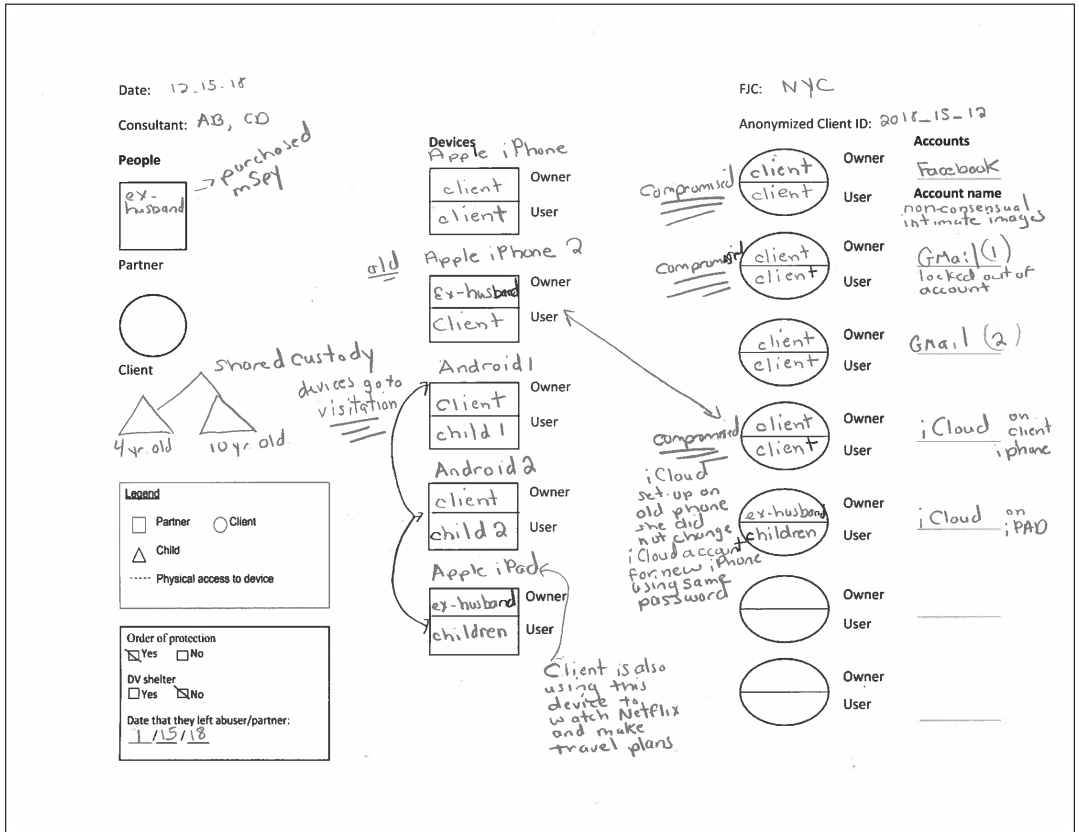 Date: 12.15.18
Consultant: AB, CD
People
ex-
husband
→ purchased
mSpy
Partner
Client
shared custody
4 yr. old
10 yr. old
devices go to
visitation
Legend
Partner
Client
Child
----- Physical access to device
Order of protection
Yes No
DV shelter
Yes No
Date that they left abuser/partner:
1/15/18
Devices
Apple iPhone
client Owner
client User
old Apple iPhone 2
Ex-husband Owner
Client User
Android 1
Client Owner
child 1 User
Android 2
client Owner
child 2 User
Apple iPad
ex-husband Owner
children User
Client is also
using this
device to
watch Netflix
and make
travel plans
FJC: NYC
Anonymized Client ID: 2018_15_12
Accounts
Compromised
client Owner
client User
Facebook
Account name
non-consensual
intimate images
Compromised
client Owner
client User
GMail (1)
locked out of
account
client Owner
client User
GMail (2)
compromised
client Owner
client User
iCloud on
client
iphone
iCloud
set-up on
old phone
she did
not change
iCloud account
for new iPhone
using same
password
ex-husband Owner
children User
iCloud on
iPAD
Owner
User
Owner
User